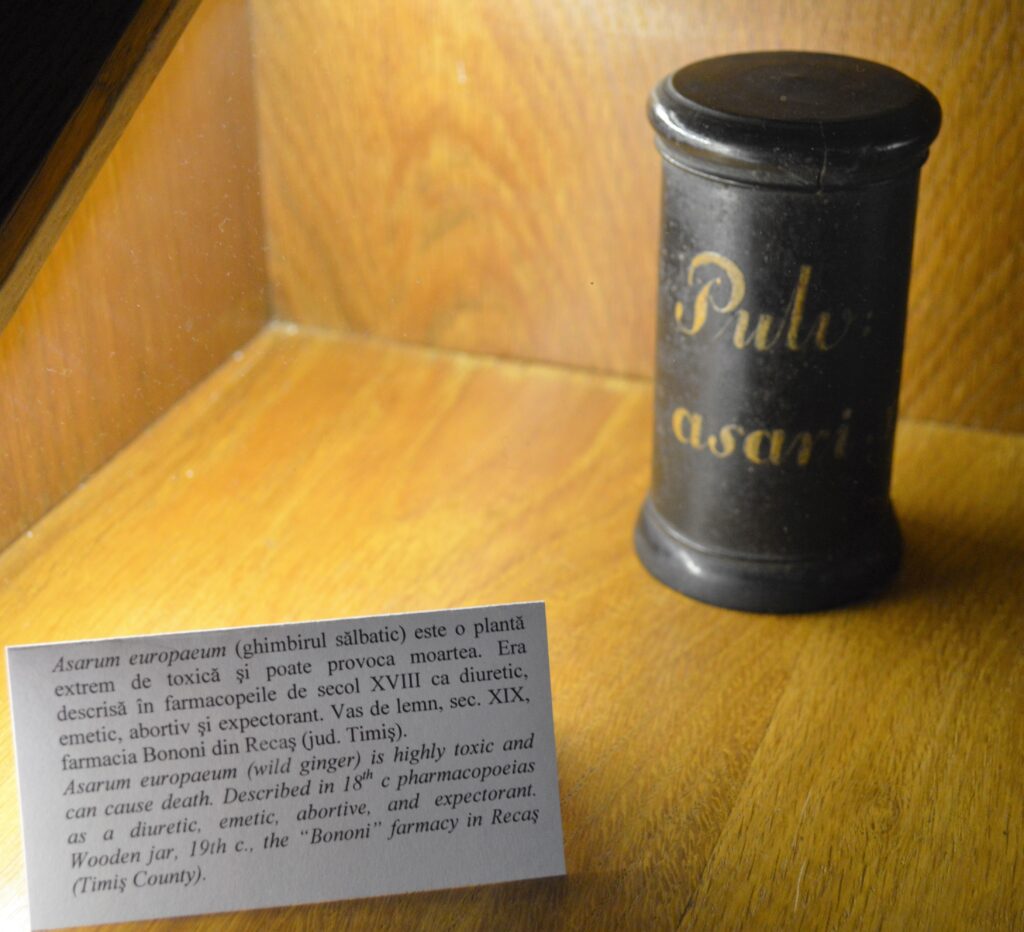 Pulv:
asari.
Asarum europaeum (ghimbirul sălbatic) este o plantă
extrem de toxică şi poate provoca moartea. Era
descrisă în farmacopeile de secol XVIII ca diuretic,
emetic, abortiv şi expectorant. Vas de lemn, sec. XIX,
farmacia Bononi din Recaş (jud. Timiş).
Asarum europaeum (wild ginger) is highly toxic and
can cause death. Described in 18th c pharmacopoeias
as a diuretic, emetic, abortive, and expectorant.
Wooden jar, 19th c., the “Bononi” farmacy in Recaş
(Timiş County).